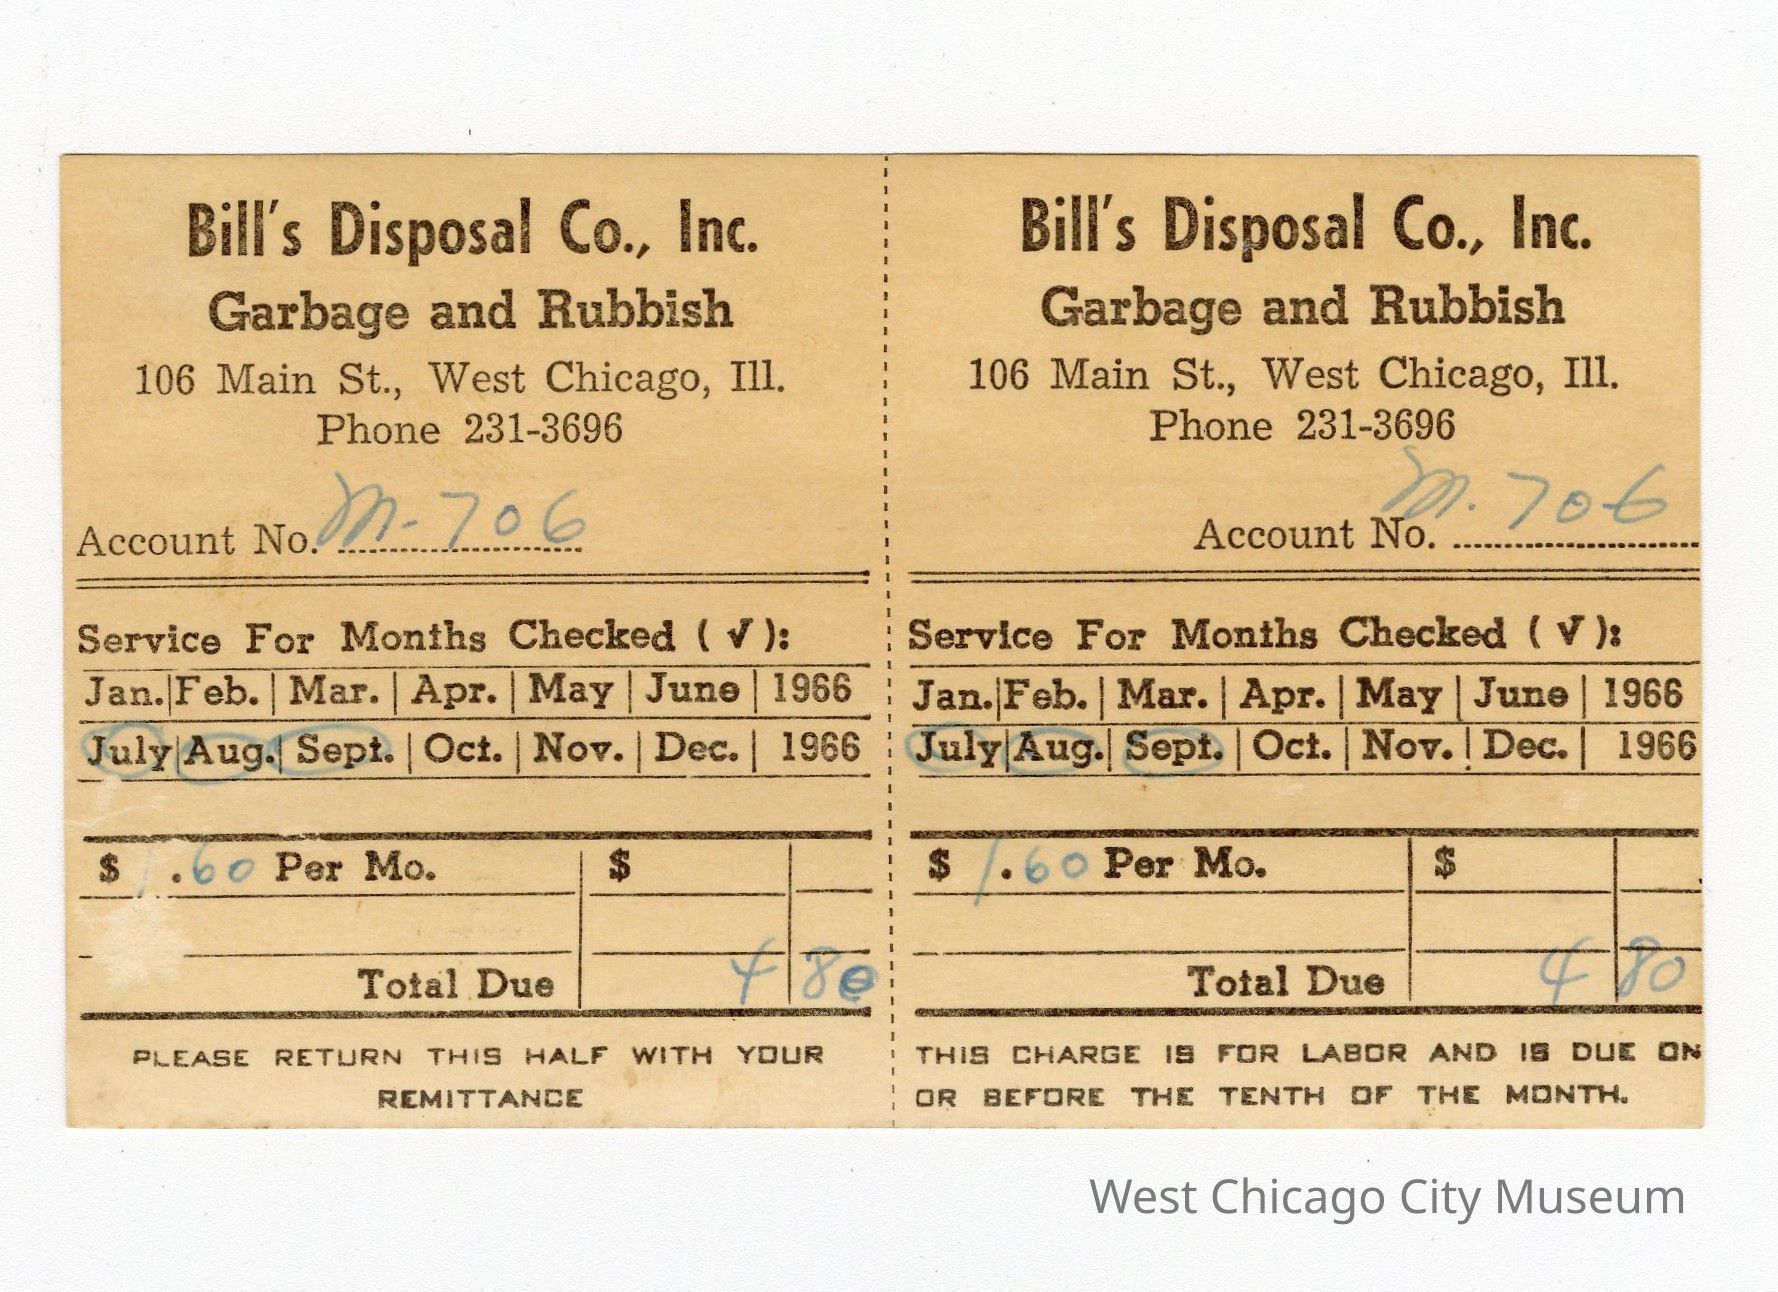 Bill's Disposal Co., Inc.
Garbage and Rubbish
106 Main St., West Chicago, Ill.
Phone 231-3696
Account No. M-706
Service For Months Checked (√):
Jan. | Feb. | Mar. | Apr. | May | June | 1966
July | Aug. | Sept. | Oct. | Nov. | Dec. | 1966
$ 1.60 Per Mo. $
Total Due 4 80
PLEASE RETURN THIS HALF WITH YOUR
REMITTANCE
Bill's Disposal Co., Inc.
Garbage and Rubbish
106 Main St., West Chicago, Ill.
Phone 231-3696
Account No. M. 706
Service For Months Checked (√):
Jan. | Feb. | Mar. | Apr. | May | June | 1966
July | Aug. | Sept. | Oct. | Nov. | Dec. | 1966
$ 1.60 Per Mo. $
Total Due 4 80
THIS CHARGE IS FOR LABOR AND IS DUE ON
OR BEFORE THE TENTH OF THE MONTH.
West Chicago City Museum